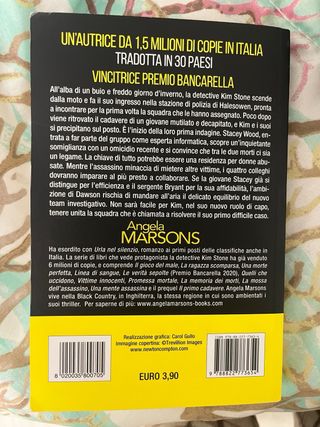 UN'AUTRICE DA 1,5 MILIONI DI COPIE IN ITALIA
TRADOTTA IN 30 PAESI
VINCITRICE PREMIO BANCARELLA
All'alba di un buio e freddo giorno d'inverno, la detective Kim Stone scende
dalla moto e fa il suo ingresso nella stazione di polizia di Halesowen, pronta
a incontrare per la prima volta la squadra che le hanno assegnato. Poco dopo
viene ritrovato il cadavere di un giovane mutilato e decapitato, e Kim e i suoi
si precipitano sul posto. È l'inizio della loro prima indagine. Stacey Wood, en-
trata a far parte del gruppo come esperta informatica, scopre un'inquietante
somiglianza con un omicidio recente e si convince che tra le due morti ci sia
un legame. La chiave di tutto potrebbe essere una residenza per donne abu-
sate. Mentre l'assassino minaccia di mietere altre vittime, i quattro colleghi
dovranno imparare al più presto a collaborare. Se la giovane Stacey già si
distingue per l'efficienza e il sergente Bryant per la sua affidabilità, l'ambi-
zione di Dawson rischia di mandare all'aria il delicato equilibrio del nuovo
team investigativo. Non sarà facile per Kim, nel suo nuovo ruolo di capo,
tenere unita la squadra che è chiamata a risolvere il suo primo difficile caso.
Angela
MARSONS
Ha esordito con Urla nel silenzio, romanzo ai primi posti delle classifiche anche in
Italia. La serie di libri che vede protagonista la detective Kim Stone ha già venduto
6 milioni di copie, e comprende Il gioco del male, La ragazza scomparsa, Una morte
perfetta, Linea di sangue, Le verità sepolte (Premio Bancarella 2020), Quelli che
uccidono, Vittime innocenti, Promessa mortale, La memoria dei morti, La mossa
dell'assassino, Una mente assassina e il prequel Il primo cadavere. Angela Marsons
vive nella Black Country, in Inghilterra, la stessa regione in cui sono ambientati i
suoi thriller. Per saperne di più: www.angelamarsons-books.com
Realizzazione grafica: Carol Gullo
Immagine copertina: ©Trevillion Images
www.newtoncompton.com
EURO 3,90
8 020035 800705
9 788822 773654